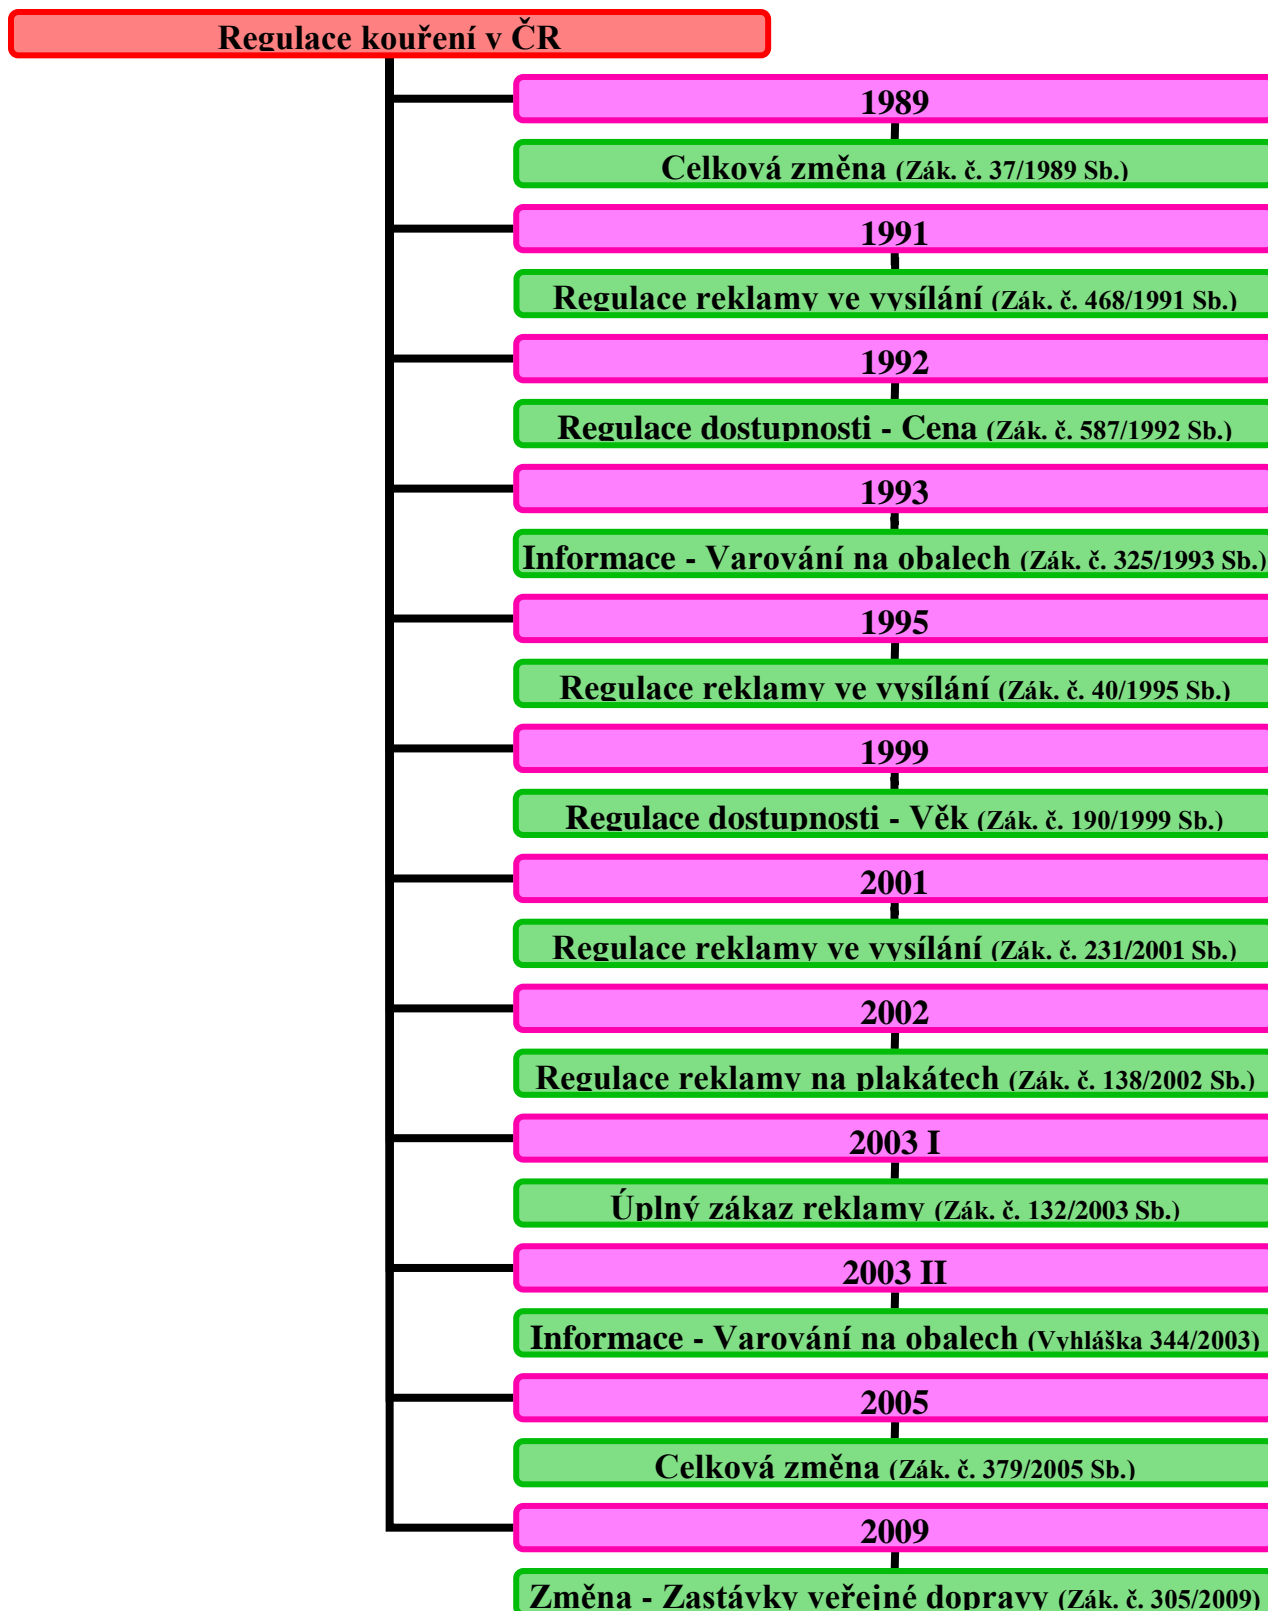 Regulace kouření v ČR
1989
Celková změna (Zák. č. 37/1989 Sb.)
1991
Regulace reklamy ve vysílání (Zák. č. 468/1991 Sb.)
1992
Regulace dostupnosti - Cena (Zák. č. 587/1992 Sb.)
1993
Informace - Varování na obalech (Zák. č. 325/1993 Sb.)
1995
Regulace reklamy ve vysílání (Zák. č. 40/1995 Sb.)
1999
Regulace dostupnosti - Věk (Zák. č. 190/1999 Sb.)
2001
Regulace reklamy ve vysílání (Zák. č. 231/2001 Sb.)
2002
Regulace reklamy na plakátech (Zák. č. 138/2002 Sb.)
2003 I
Úplný zákaz reklamy (Zák. č. 132/2003 Sb.)
2003 II
Informace - Varování na obalech (Vyhláška 344/2003)
2005
Celková změna (Zák. č. 379/2005 Sb.)
2009
Změna - Zastávky veřejné dopravy (Zák. č. 305/2009)